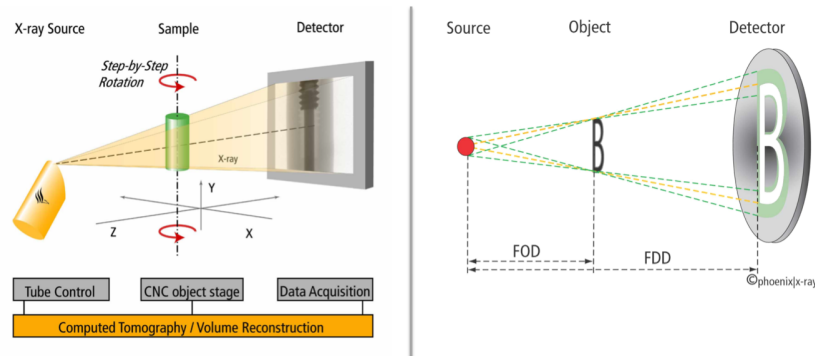 X-ray Source
Sample
Detector
Step-by-Step
Rotation
X-ray
Y
Z
X
Tube Control
CNC object stage
Data Acquisition
Computed Tomography / Volume Reconstruction
Source
Object
Detector
B
B
FOD
FDD
©phoenix|x-ray